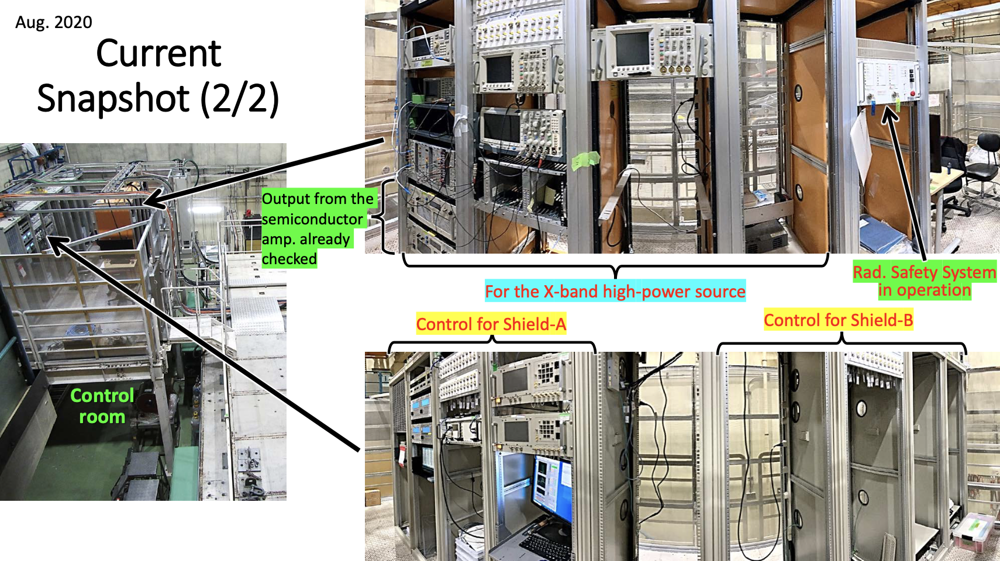 Aug. 2020
Current
Snapshot (2/2)
Output from the
semiconductor
amp. already
checked
For the X-band high-power source
Rad. Safety System
in operation
Control for Shield-A
Control for Shield-B
Control
room